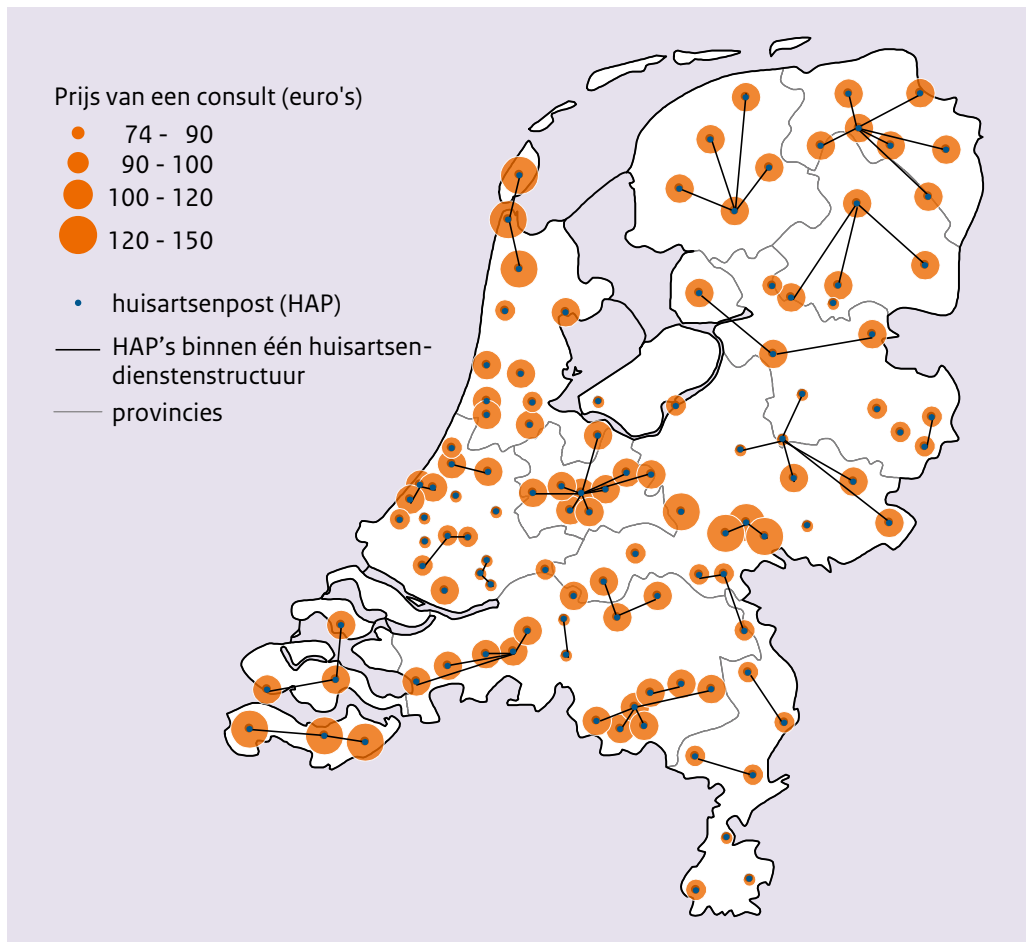 Prijs van een consult (euro's)
74 - 90
90 - 100
100 - 120
120 - 150
huisartsenpost (HAP)
HAP’s binnen één huisartsen-
dienstenstructuur
provincies